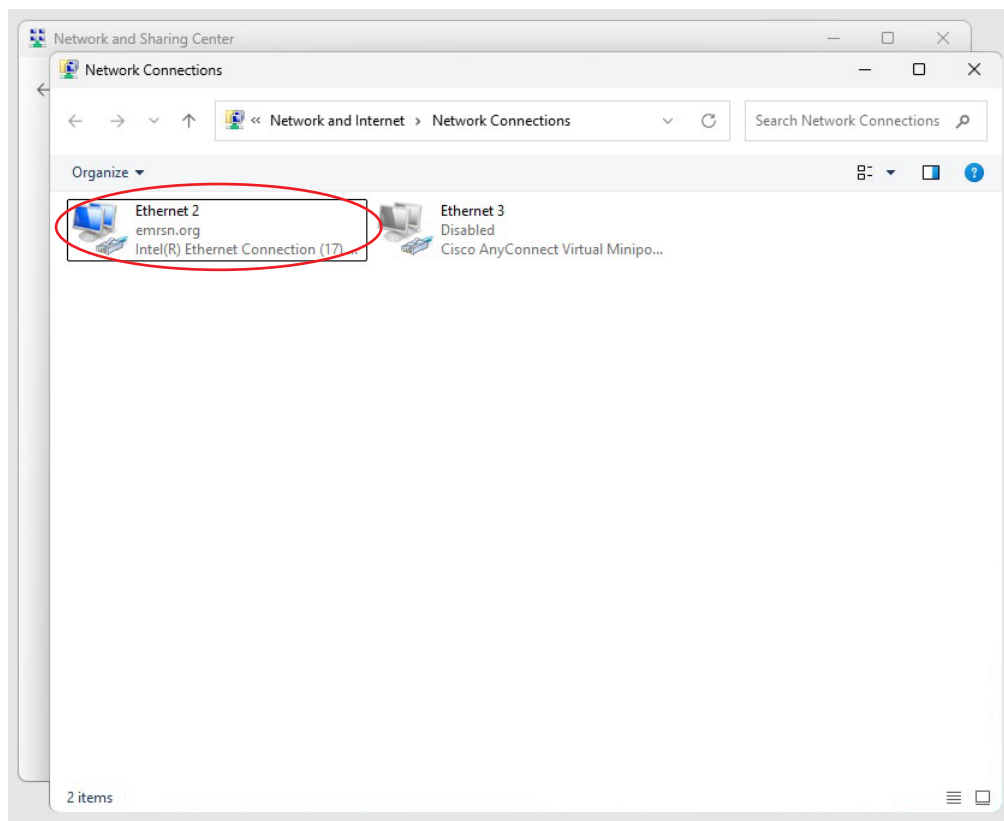 Network and Sharing Center
Network Connections
« Network and Internet > Network Connections
Search Network Connections
Organize
Ethernet 2
emrsn.org
Intel(R) Ethernet Connection (17)...
Ethernet 3
Disabled
Cisco AnyConnect Virtual Minipo...
2 items